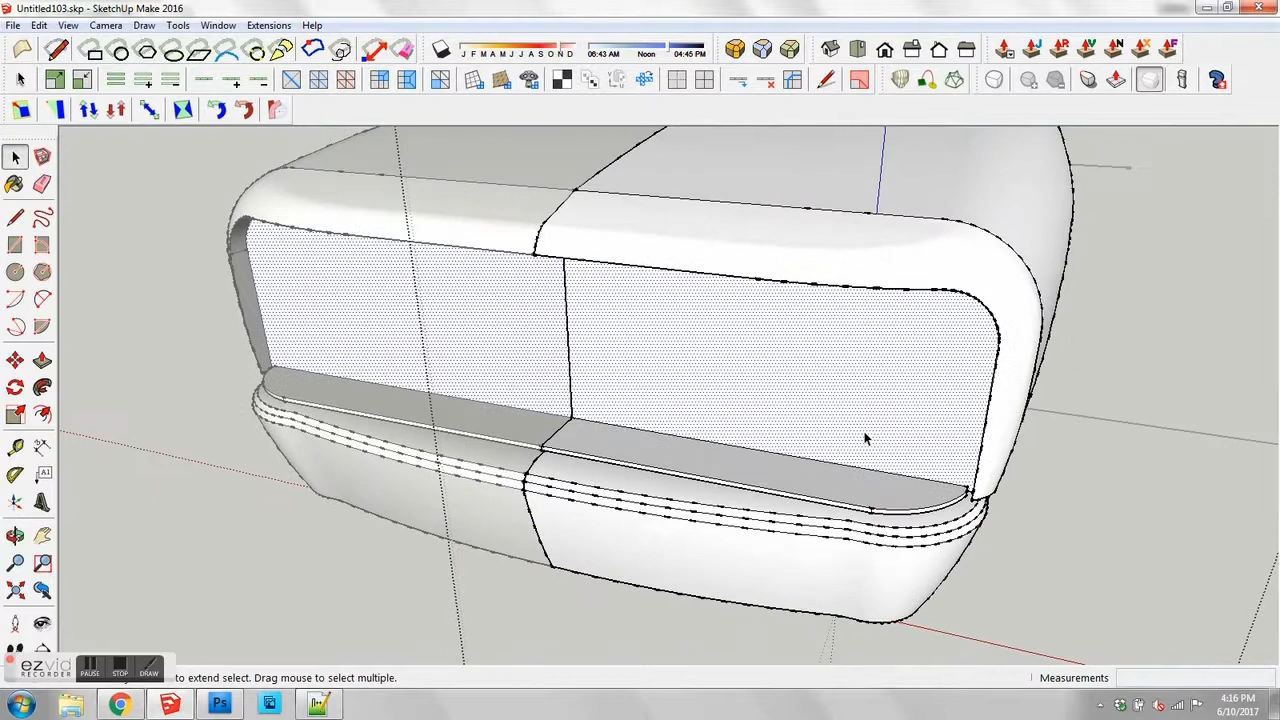 Untitled103.skp - SketchUp Make 2016
File Edit View Camera Draw Tools Window Extensions Help
J F M A M J J A S O N D
06:43 AM Noon 04:45 PM
J R V N X F
A1
ezvid
RECORDER
PAUSE STOP DRAW
to extend select. Drag mouse to select multiple.
Measurements
Ps
4:16 PM
6/10/2017